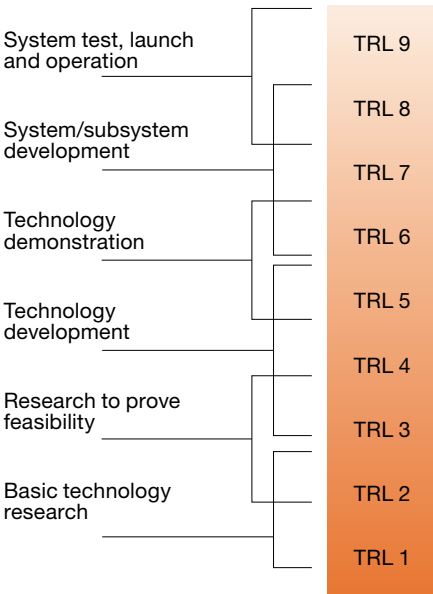 System test, launch
and operation
System/subsystem
development
Technology
demonstration
Technology
development
Research to prove
feasibility
Basic technology
research
TRL 9
TRL 8
TRL 7
TRL 6
TRL 5
TRL 4
TRL 3
TRL 2
TRL 1